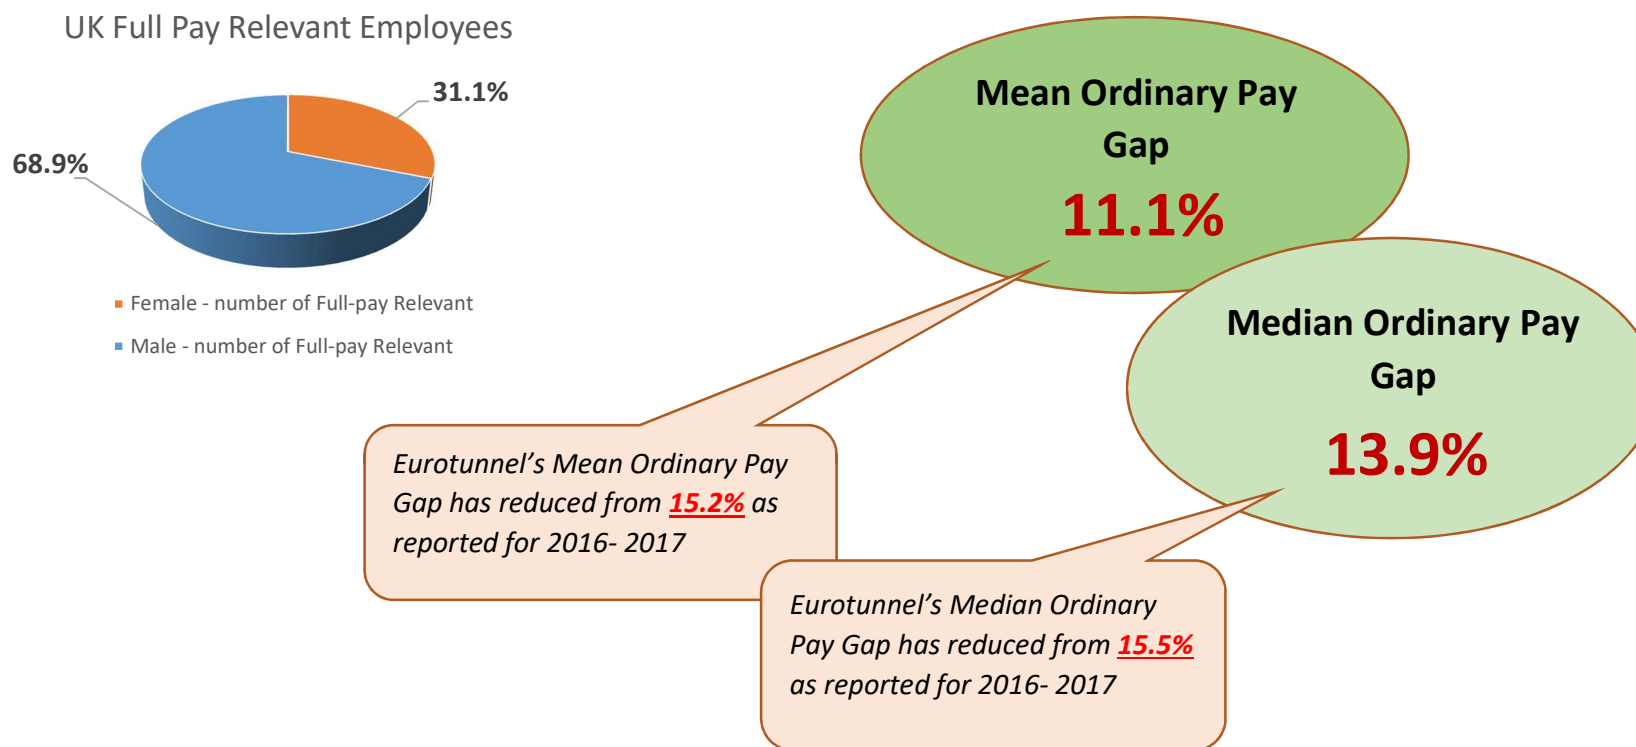 UK Full Pay Relevant Employees
31.1%
68.9%
Female - number of Full-pay Relevant
Male - number of Full-pay Relevant
Mean Ordinary Pay
Gap
11.1%
Median Ordinary Pay
Gap
13.9%
Eurotunnel’s Mean Ordinary Pay
Gap has reduced from 15.2% as
reported for 2016- 2017
Eurotunnel’s Median Ordinary
Pay Gap has reduced from 15.5%
as reported for 2016- 2017